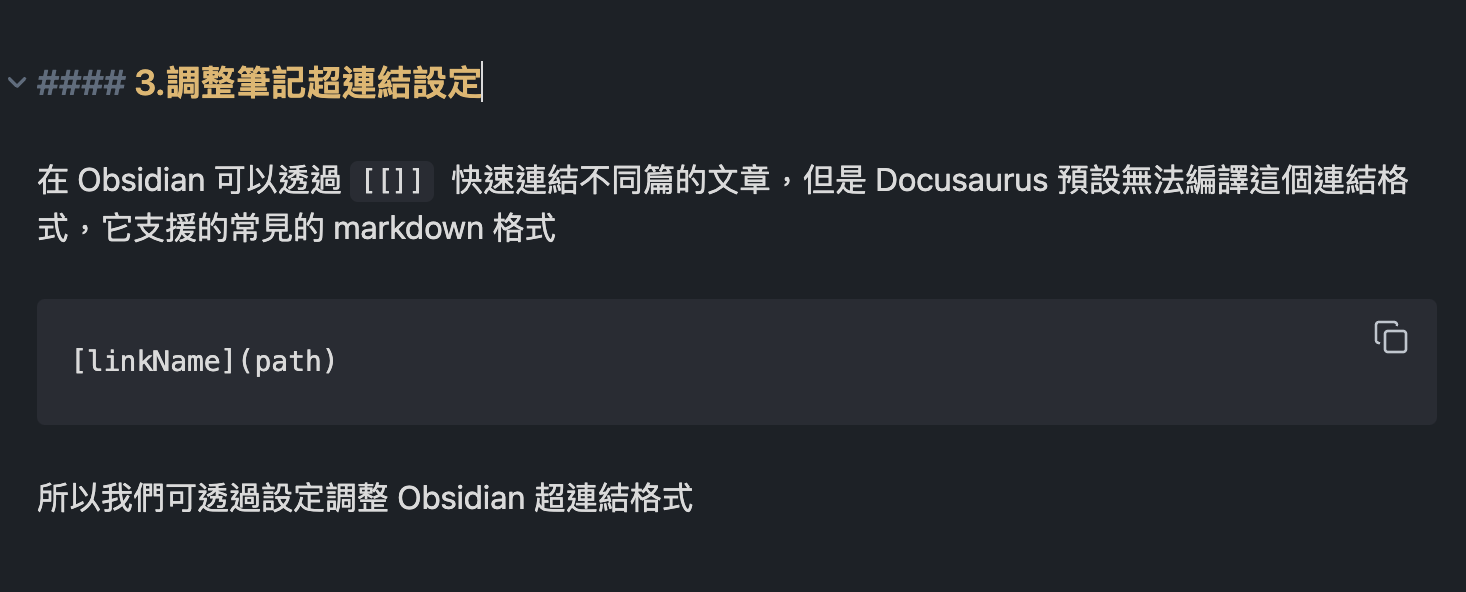 #### 3.調整筆記超連結設定
在 Obsidian 可以透過 [[]] 快速連結不同篇的文章，但是 Docusaurus 預設無法編譯這個連結格
式，它支援的常見的 markdown 格式
[linkName](path)
所以我們可透過設定調整 Obsidian 超連結格式